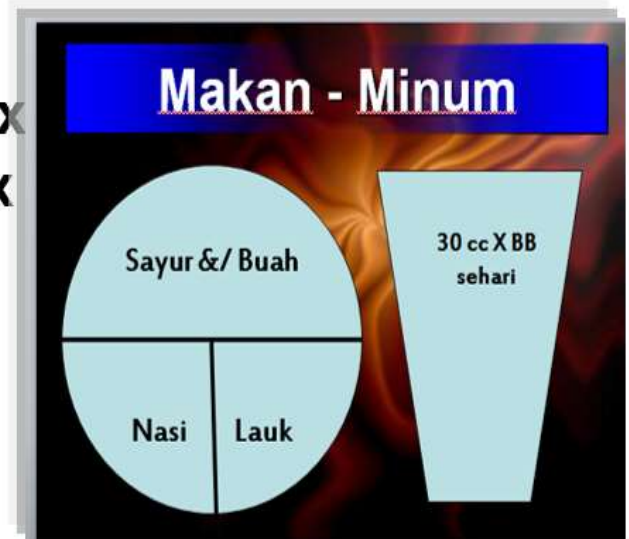 x
x
Makan - Minum
Sayur &/ Buah
30 cc X BB
sehari
Nasi Lauk